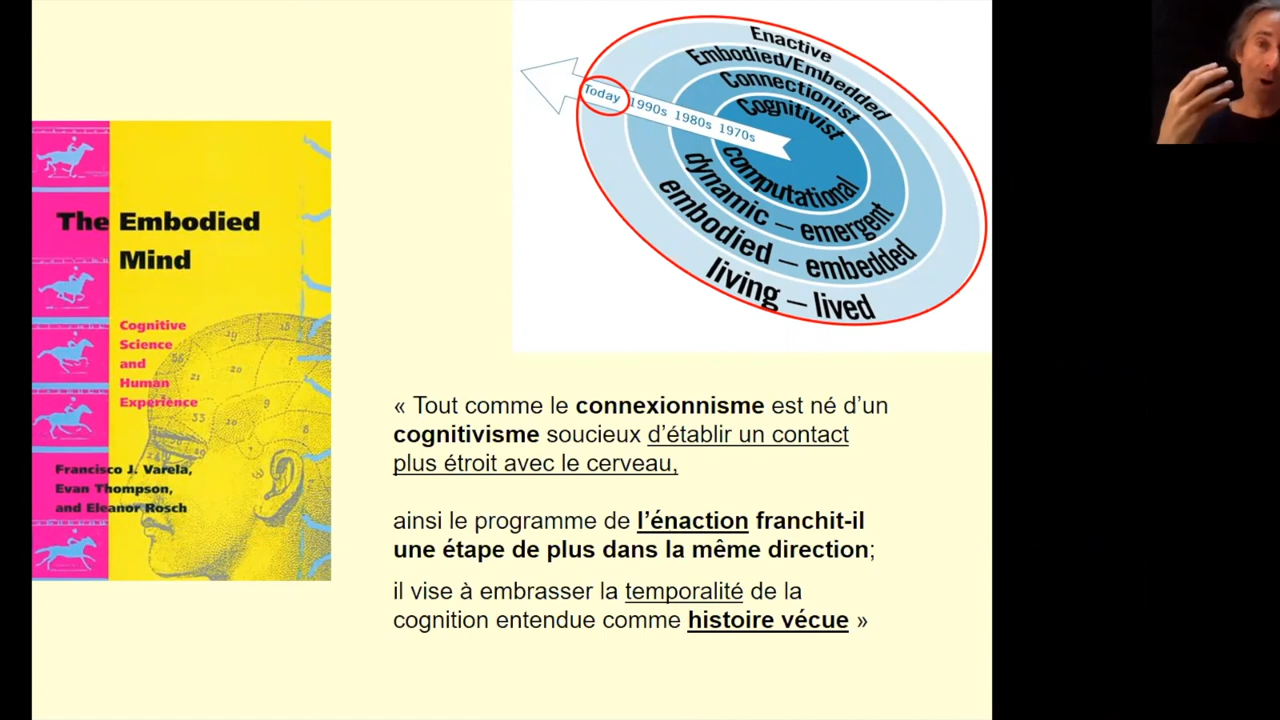 The Embodied
Mind
Cognitive
Science
and
Human
Experience
Francisco J. Varela,
Evan Thompson,
and Eleanor Rosch
Enactive
Embodied/Embedded
Connectionist
Cognitivist
Today 1990s 1980s 1970s
computational
dynamic – emergent
embodied – embedded
living – lived
« Tout comme le connexionnisme est né d’un
cognitivisme soucieux d’établir un contact
plus étroit avec le cerveau,
ainsi le programme de l’énaction franchit-il
une étape de plus dans la même direction;
il vise à embrasser la temporalité de la
cognition entendue comme histoire vécue »